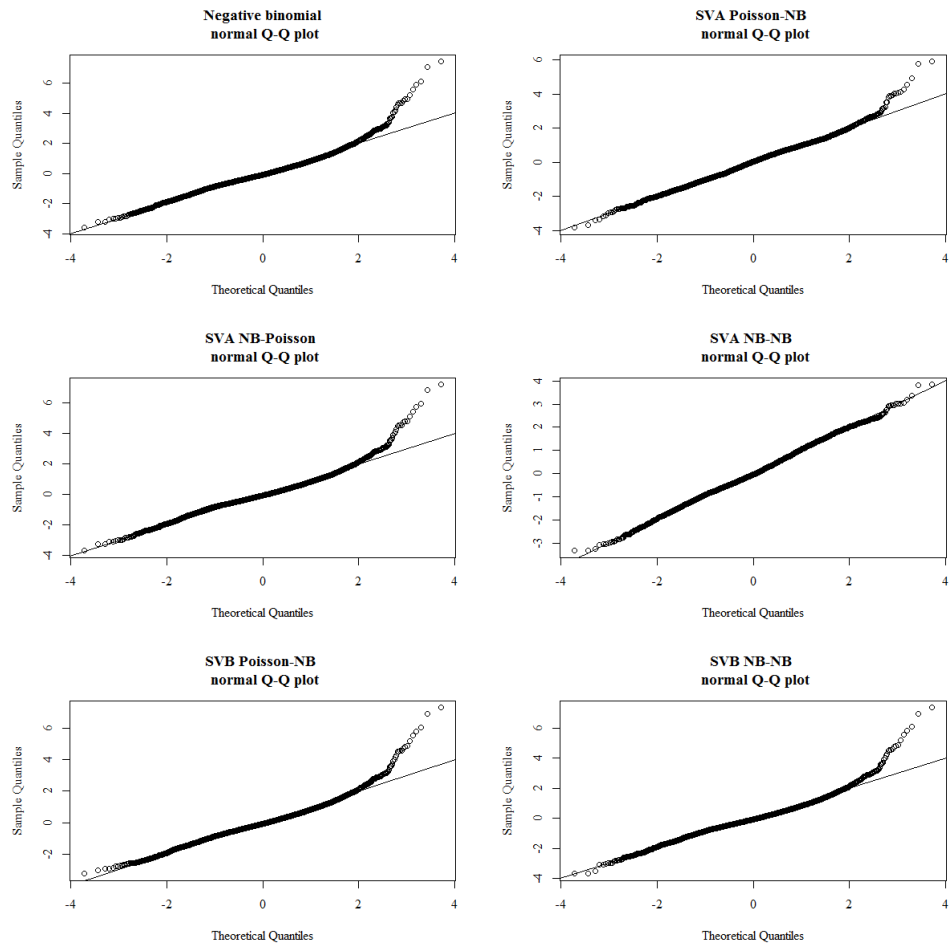 Negative binomial
normal Q-Q plot
Sample Quantiles
6
4
2
0
-2
-4
-4 -2 0 2 4
Theoretical Quantiles
SVA Poisson-NB
normal Q-Q plot
Sample Quantiles
6
4
2
0
-2
-4
-4 -2 0 2 4
Theoretical Quantiles
SVA NB-Poisson
normal Q-Q plot
Sample Quantiles
6
4
2
0
-2
-4
-4 -2 0 2 4
Theoretical Quantiles
SVA NB-NB
normal Q-Q plot
Sample Quantiles
4
3
2
1
0
-1
-2
-3
-4 -2 0 2 4
Theoretical Quantiles
SVB Poisson-NB
normal Q-Q plot
Sample Quantiles
6
4
2
0
-2
-4 -2 0 2 4
Theoretical Quantiles
SVB NB-NB
normal Q-Q plot
Sample Quantiles
6
4
2
0
-2
-4
-4 -2 0 2 4
Theoretical Quantiles